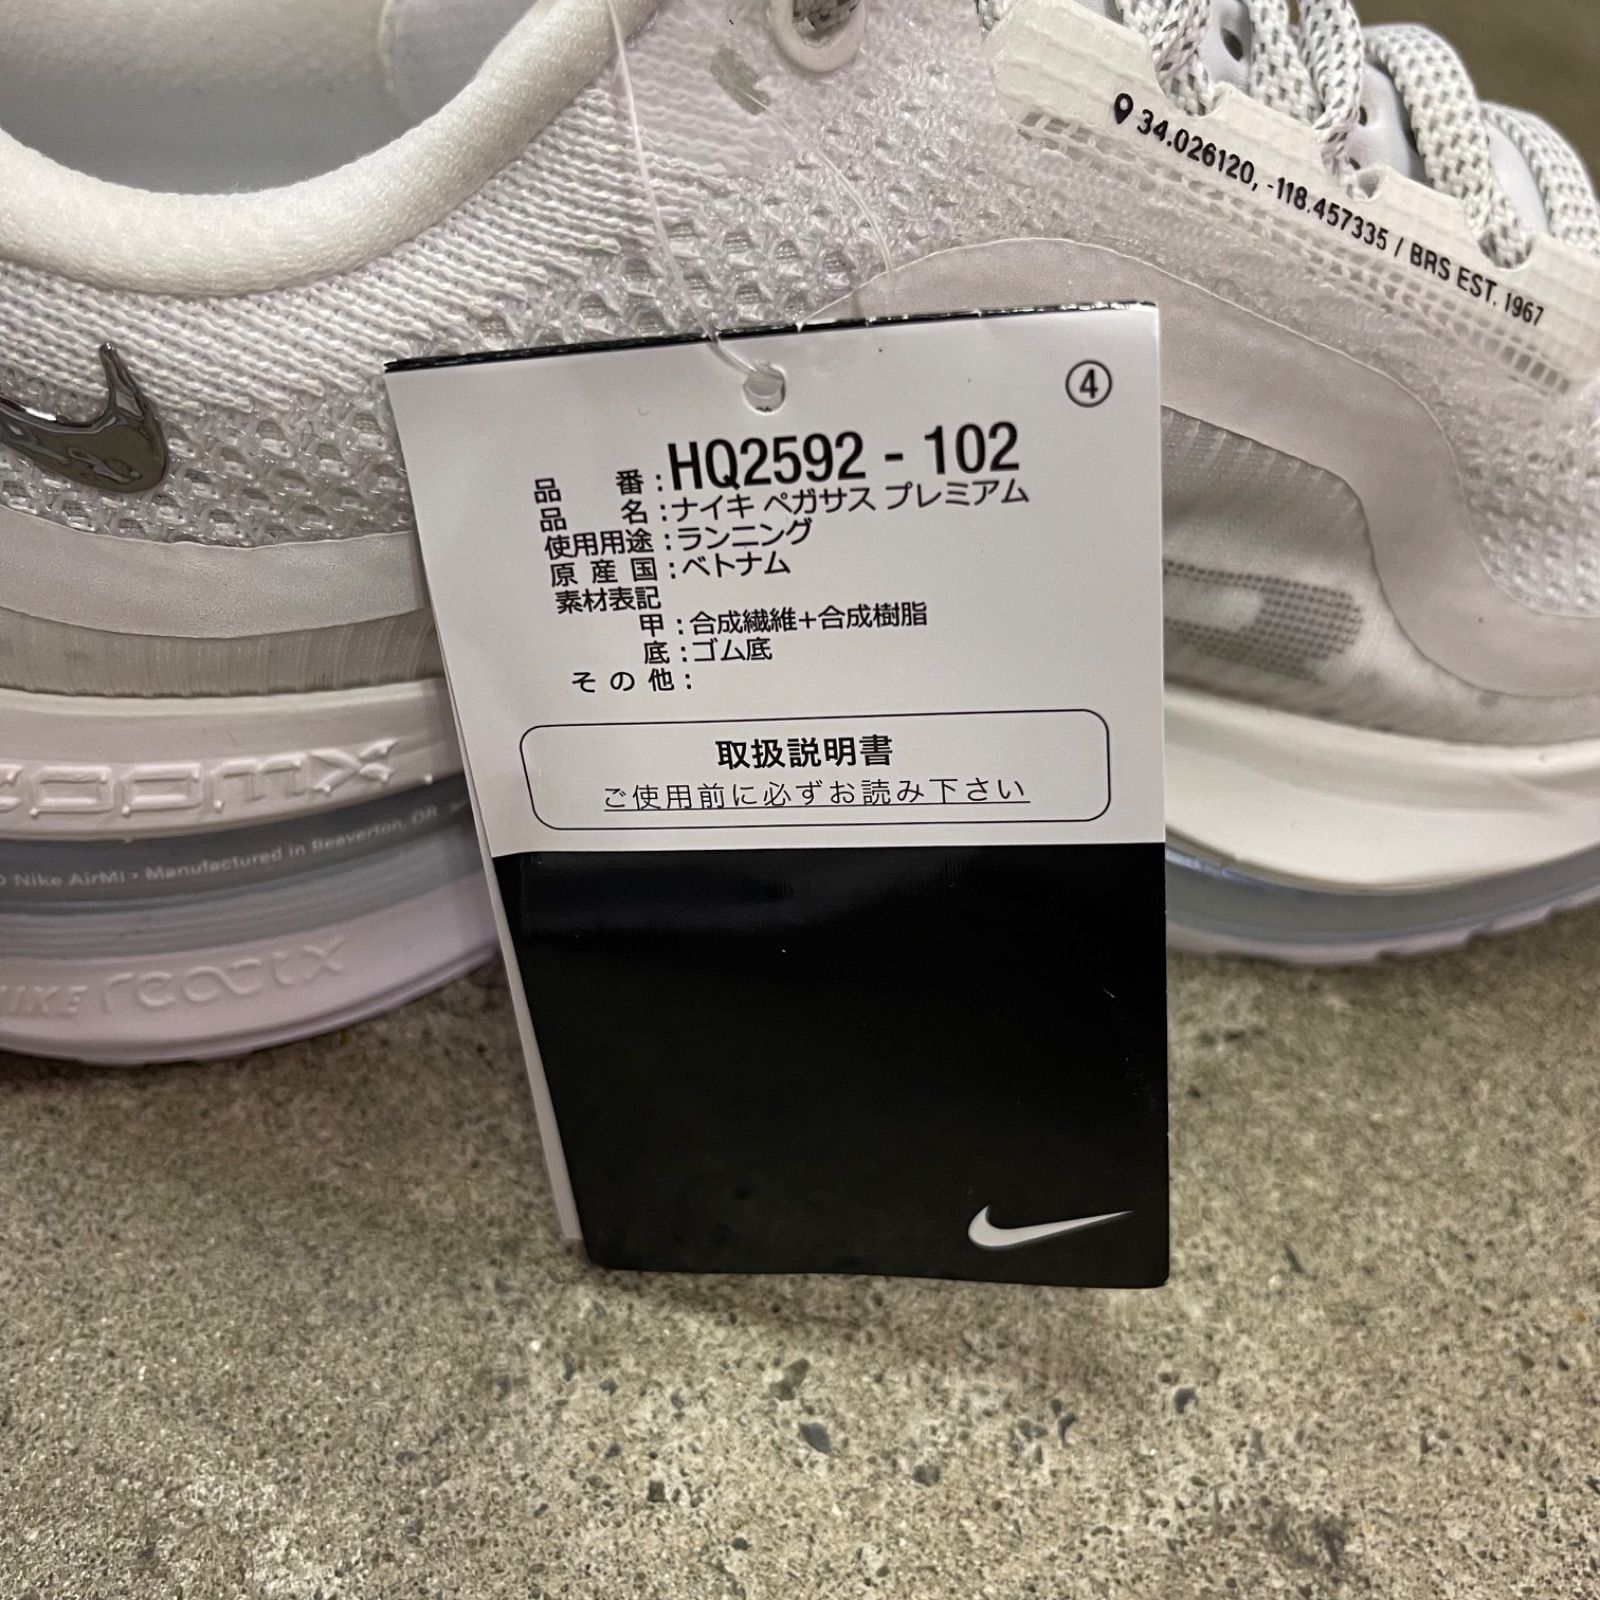 34.026120, -118.457335 / BRS EST. 1967
④
品番:HQ2592 - 102
品名:ナイキ ペガサス プレミアム
使用用途:ランニング
原産国:ベトナム
素材表記
甲:合成繊維+合成樹脂
底:ゴム底
その他:
取扱説明書
ご使用前に必ずお読み下さい
zoomx
Nike AirMI • Manufactured in Beaverton, OR
NIKE reactx